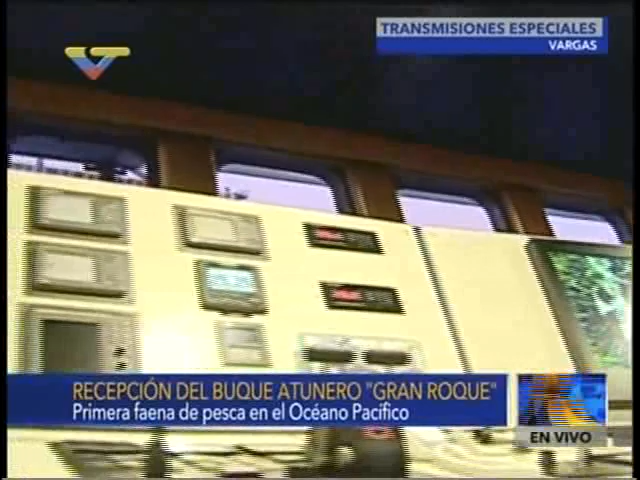 TRANSMISIONES ESPECIALES
VARGAS
RECEPCIÓN DEL BUQUE ATUNERO "GRAN ROQUE"
Primera faena de pesca en el Océano Pacífico
EN VIVO